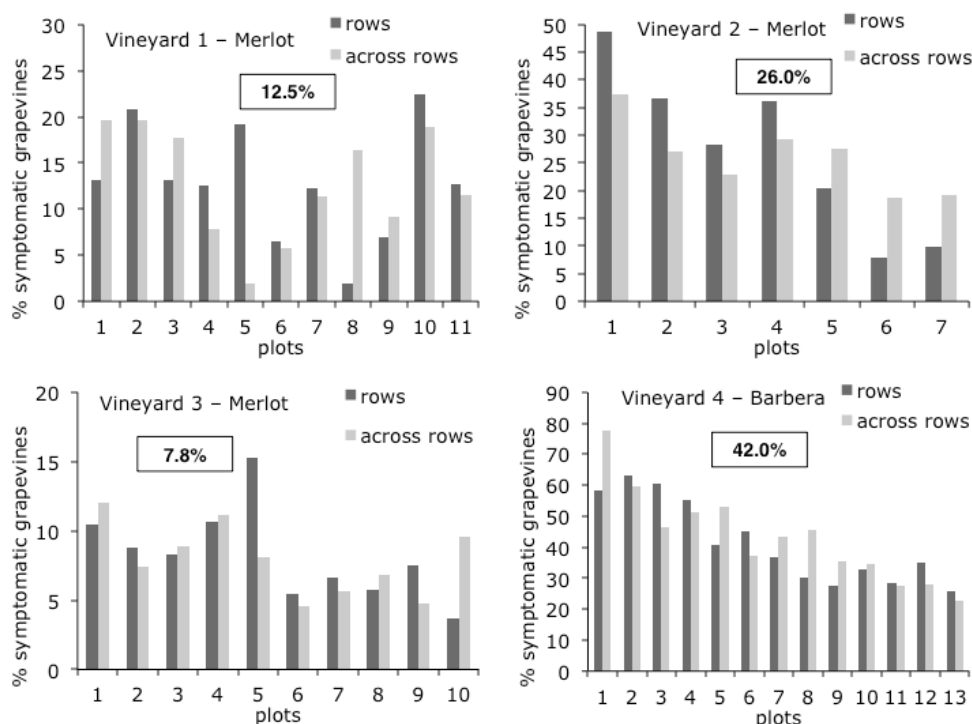 30
25
20
15
10
5
0
% symptomatic grapevines
Vineyard 1 – Merlot
rows
across rows
12.5%
1 2 3 4 5 6 7 8 9 10 11
plots
50
45
40
35
30
25
20
15
10
5
0
% symptomatic grapevines
Vineyard 2 – Merlot
rows
across rows
26.0%
1 2 3 4 5 6 7
plots
20
15
10
5
0
% symptomatic grapevines
Vineyard 3 – Merlot
rows
across rows
7.8%
1 2 3 4 5 6 7 8 9 10
plots
90
80
70
60
50
40
30
20
10
0
% symptomatic grapevines
Vineyard 4 – Barbera
rows
across rows
42.0%
1 2 3 4 5 6 7 8 9 10 11 12 13
plots